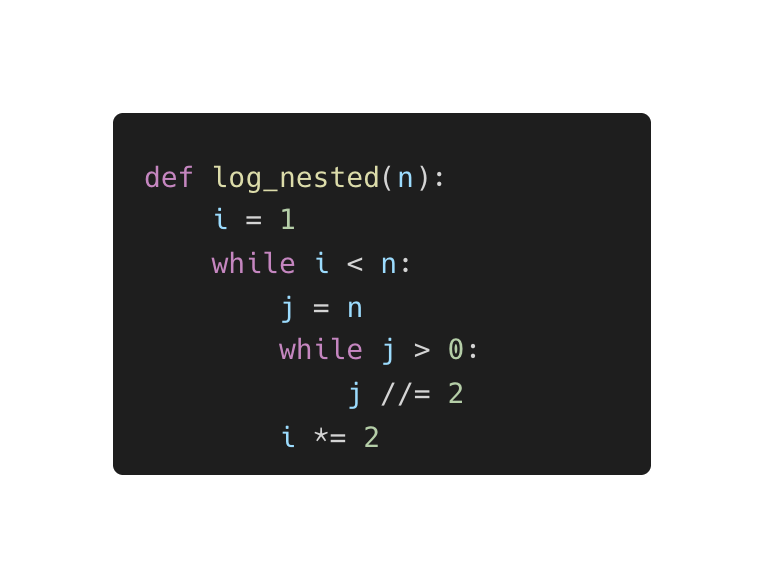 def log_nested(n):
    i = 1
    while i < n:
        j = n
        while j > 0:
            j //= 2
        i *= 2